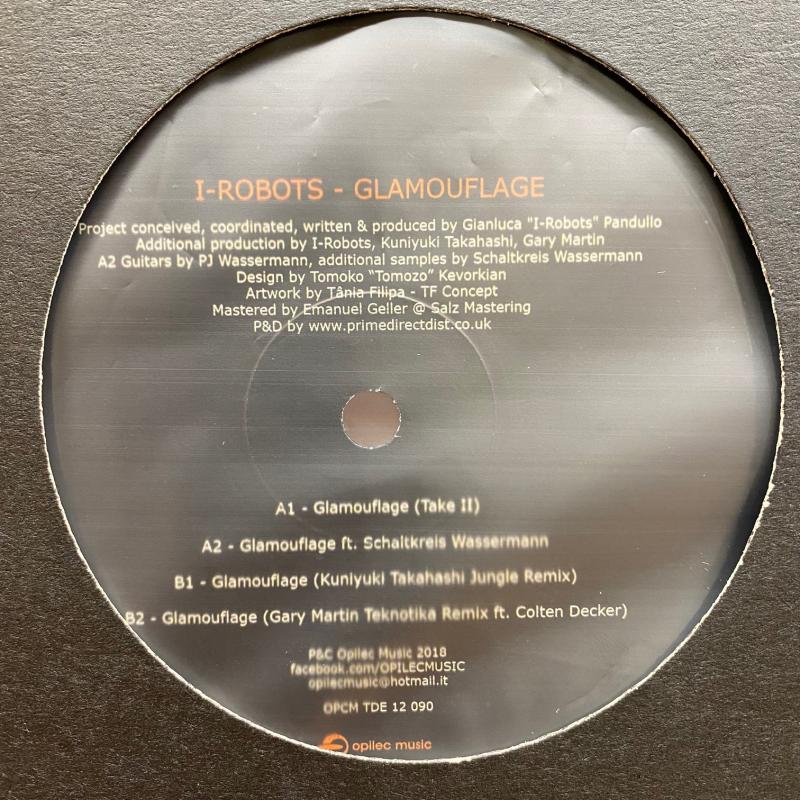 I-ROBOTS - GLAMOUFLAGE
Project conceived, coordinated, written & produced by Gianluca "I-Robots" Pandullo
Additional production by I-Robots, Kuniyuki Takahashi, Gary Martin
A2 Guitars by PJ Wassermann, additional samples by Schaltkreis Wassermann
Design by Tomoko "Tomozo" Kevorkian
Artwork by Tânia Filipa - TF Concept
Mastered by Emanuel Geller @ Salz Mastering
P&D by www.primedirectdist.co.uk
A1 - Glamouflage (Take II)
A2 - Glamouflage ft. Schaltkreis Wassermann
B1 - Glamouflage (Kuniyuki Takahashi Jungle Remix)
B2 - Glamouflage (Gary Martin Teknotika Remix ft. Colten Decker)
P&C Opilec Music 2018
facebook.com/OPILECMUSIC
opilecmusic@hotmail.it
OPCM TDE 12 090
opilec music